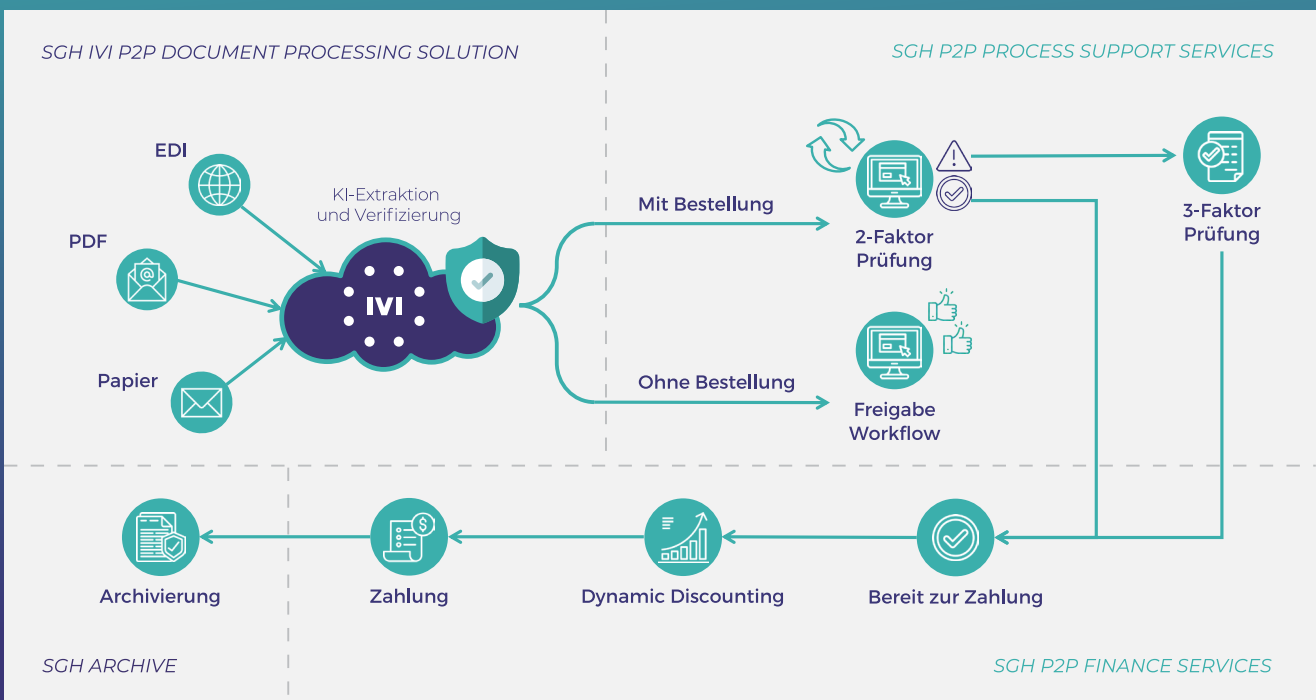 SGH IVI P2P DOCUMENT PROCESSING SOLUTION
SGH P2P PROCESS SUPPORT SERVICES
EDI
PDF
Papier
KI-Extraktion
und Verifizierung
IVI
Mit Bestellung
Ohne Bestellung
2-Faktor
Prüfung
3-Faktor
Prüfung
Freigabe
Workflow
Archivierung
Zahlung
Dynamic Discounting
Bereit zur Zahlung
SGH ARCHIVE
SGH P2P FINANCE SERVICES